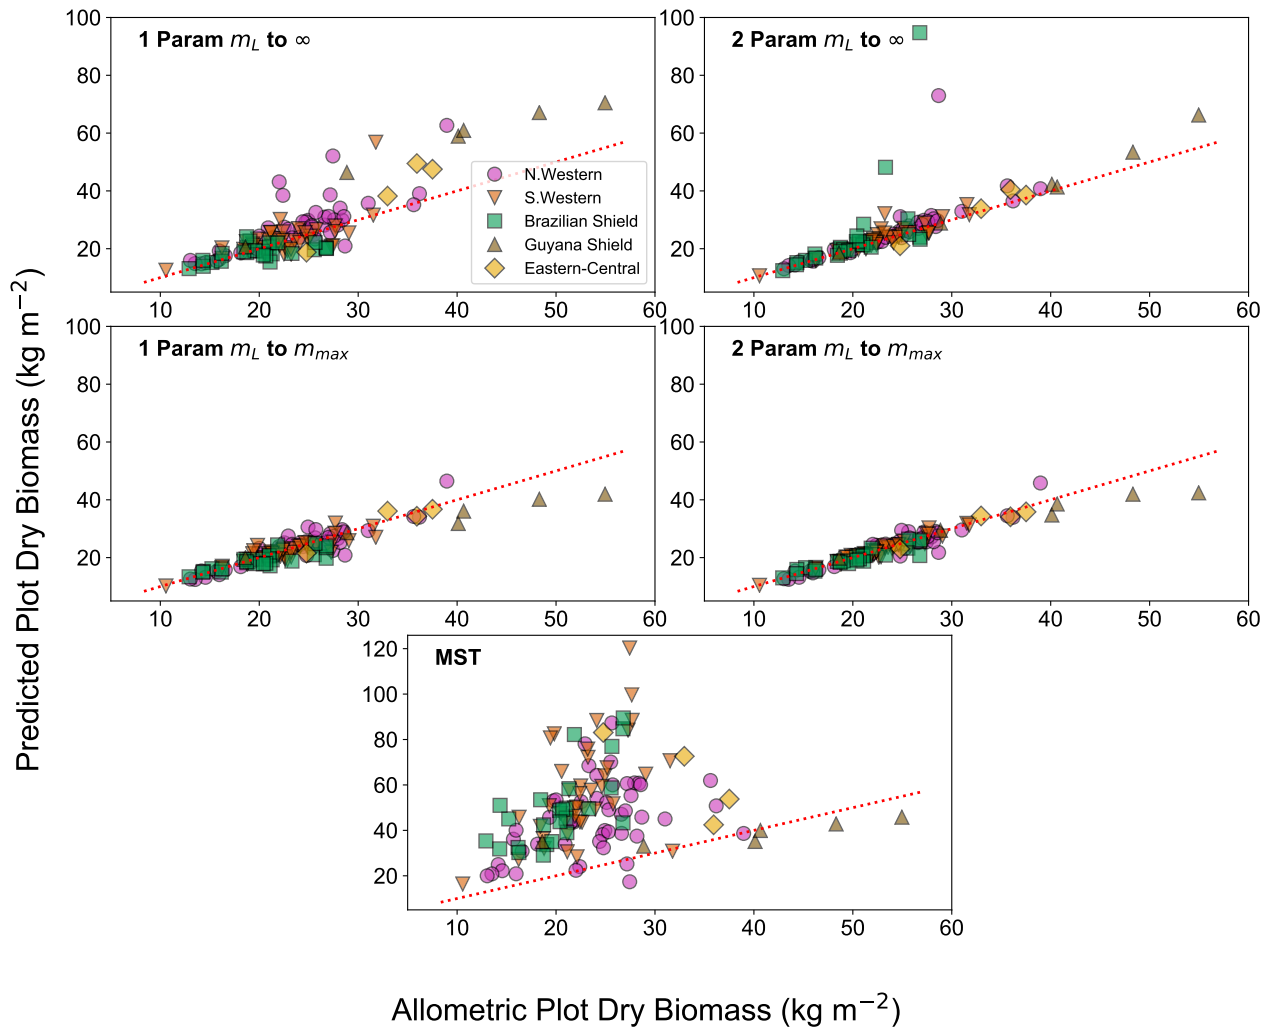 1 Param m_L to ∞
100
80
60
40
20
10 20 30 40 50 60
N.Western
S.Western
Brazilian Shield
Guyana Shield
Eastern-Central
2 Param m_L to ∞
100
80
60
40
20
10 20 30 40 50 60
1 Param m_L to m_max
100
80
60
40
20
10 20 30 40 50 60
2 Param m_L to m_max
100
80
60
40
20
10 20 30 40 50 60
MST
120
100
80
60
40
20
10 20 30 40 50 60
Predicted Plot Dry Biomass (kg m⁻²)
Allometric Plot Dry Biomass (kg m⁻²)